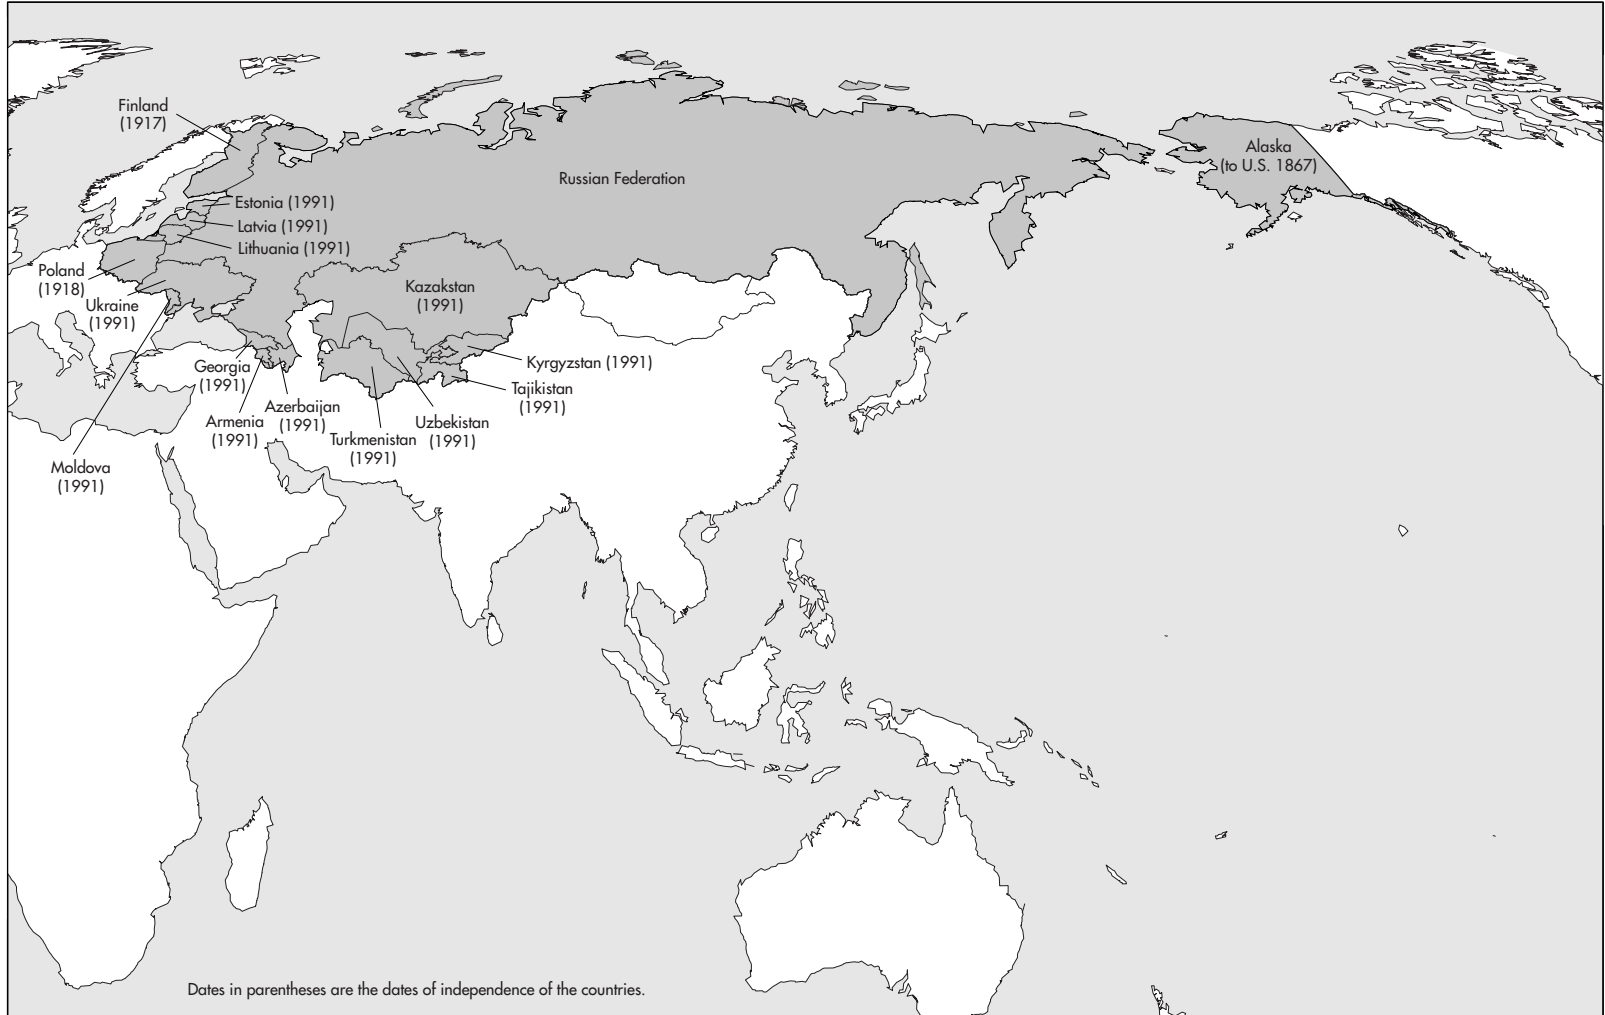 Finland
(1917)
Alaska
(to U.S. 1867)
Russian Federation
Estonia (1991)
Latvia (1991)
Lithuania (1991)
Poland
(1918)
Ukraine
(1991)
Kazakstan
(1991)
Georgia
(1991)
Kyrgyzstan (1991)
Tajikistan
(1991)
Armenia
(1991)
Azerbaijan
(1991)
Turkmenistan
(1991)
Uzbekistan
(1991)
Moldova
(1991)
Dates in parentheses are the dates of independence of the countries.